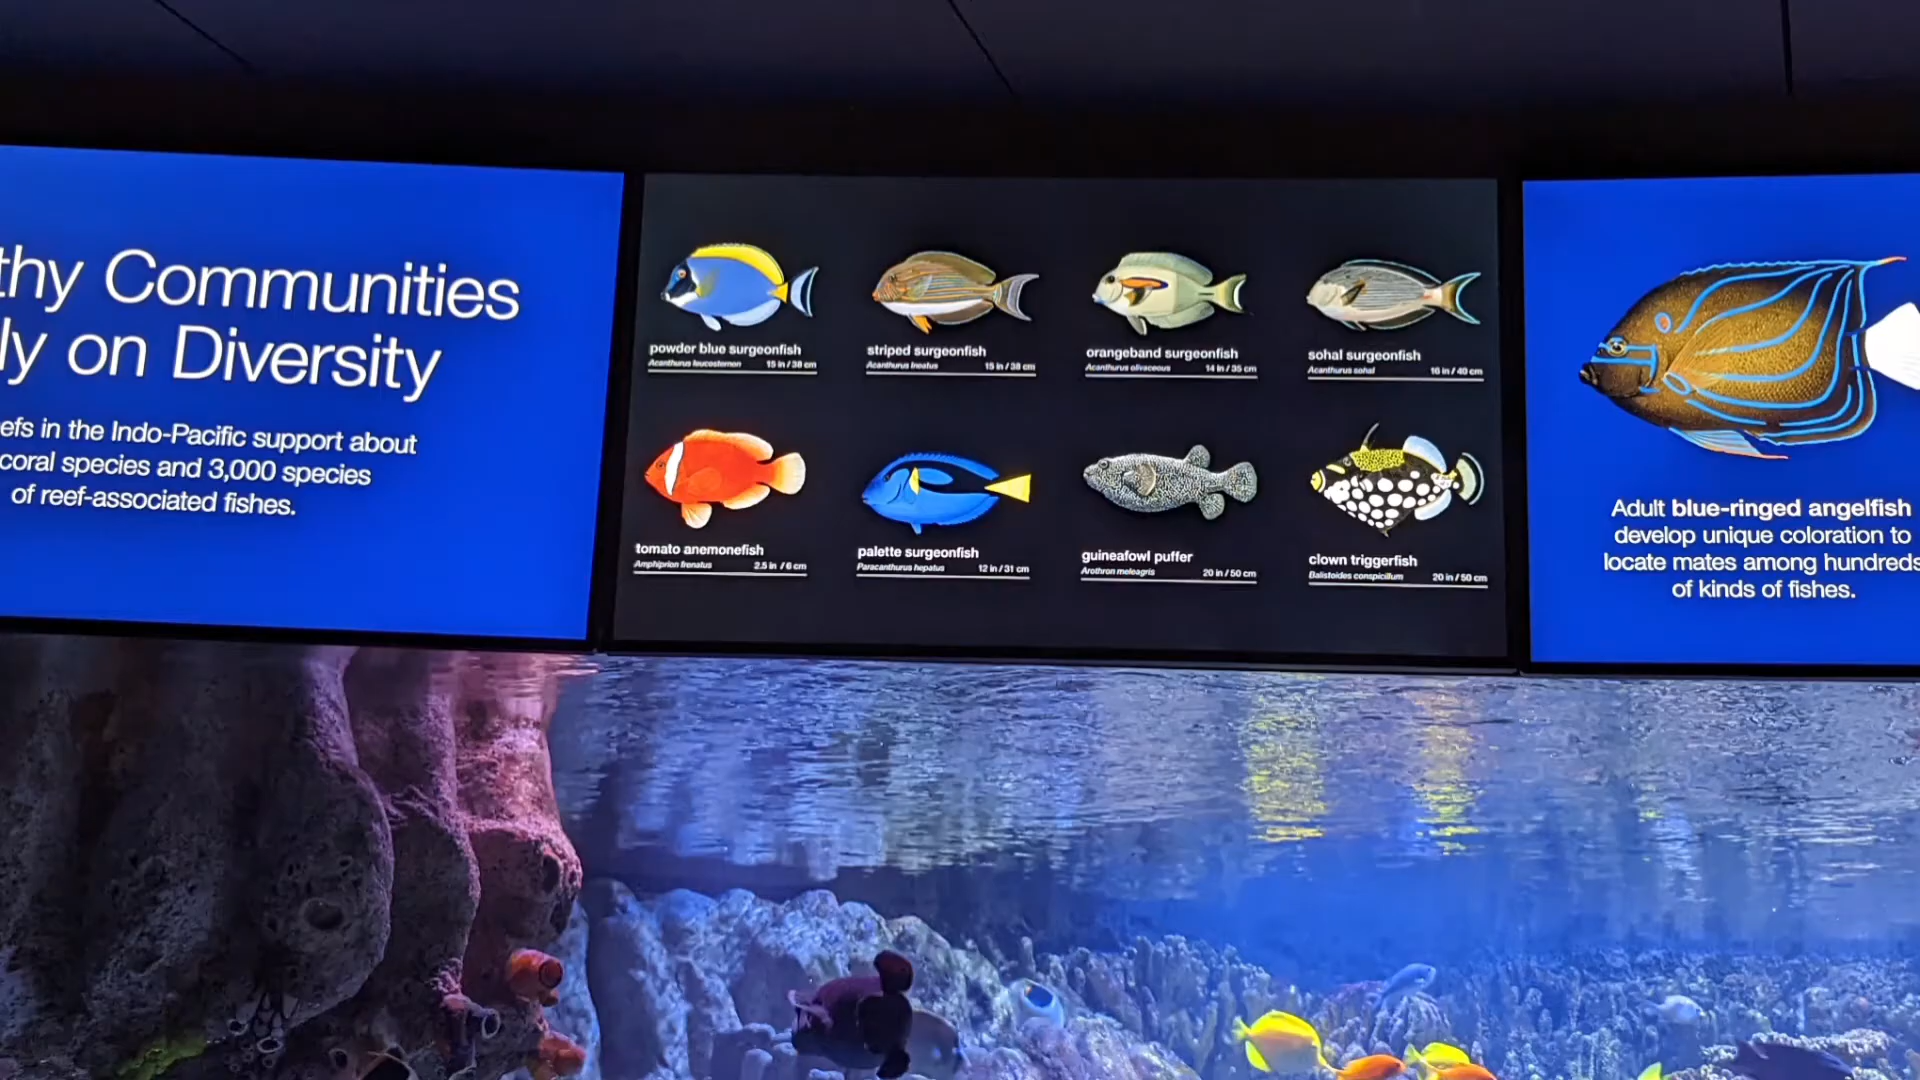 thy Communities
ly on Diversity
efs in the Indo-Pacific support about
coral species and 3,000 species
of reef-associated fishes.
powder blue surgeonfish
Acanthurus leucosternon 15 in / 38 cm
striped surgeonfish
Acanthurus lineatus 15 in / 38 cm
orangeband surgeonfish
Acanthurus olivaceous 14 in / 35 cm
sohal surgeonfish
Acanthurus sohal 16 in / 40 cm
tomato anemonefish
Amphiprion frenatus 2.5 in / 6 cm
palette surgeonfish
Paracanthurus hepatus 12 in / 31 cm
guineafowl puffer
Arothron meleagris 20 in / 50 cm
clown triggerfish
Balistoides conspicillum 20 in / 50 cm
Adult blue-ringed angelfish
develop unique coloration to
locate mates among hundreds
of kinds of fishes.